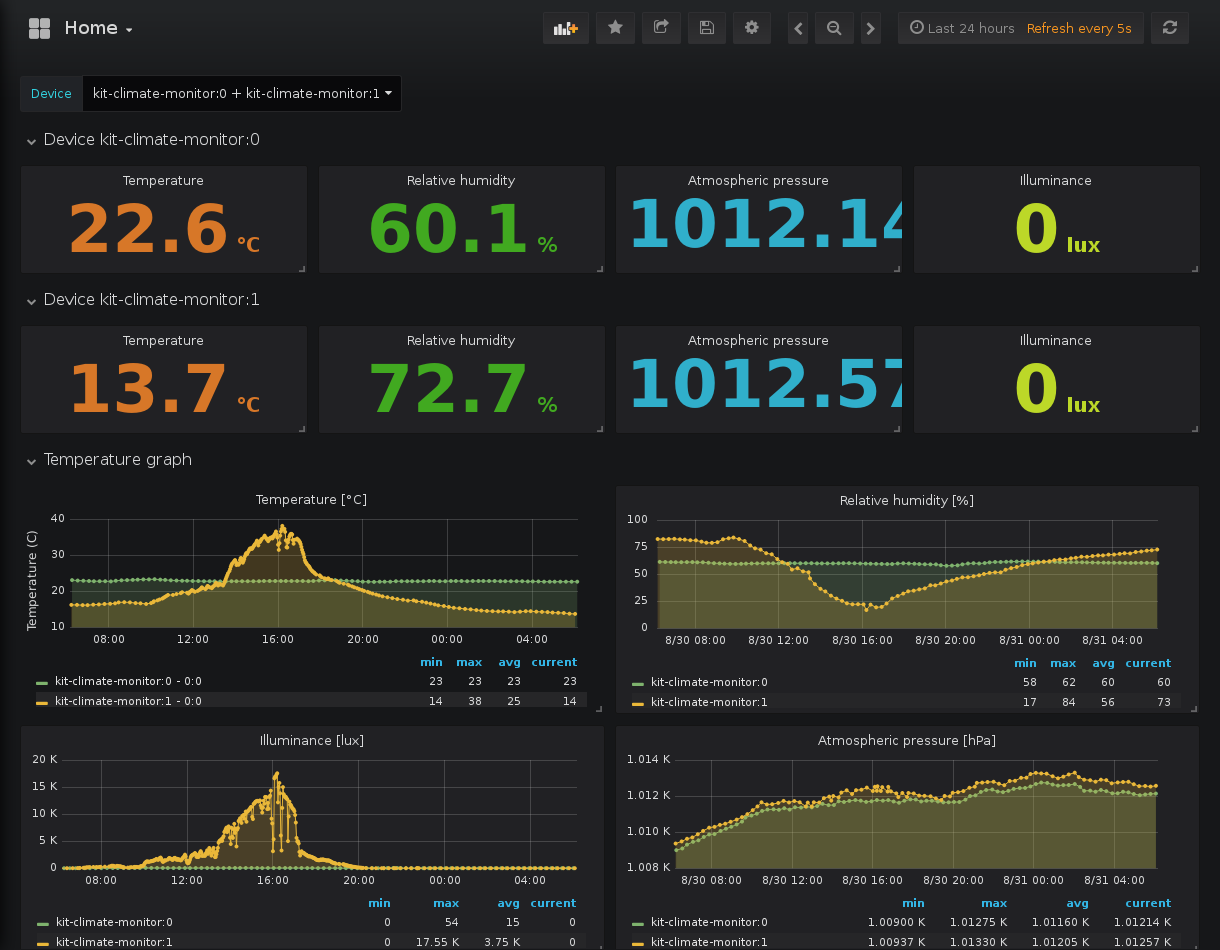 Home
Last 24 hours Refresh every 5s
Device kit-climate-monitor:0 + kit-climate-monitor:1
Device kit-climate-monitor:0
Temperature Relative humidity Atmospheric pressure Illuminance
22.6 °C 60.1 % 1012.14 0 lux
Device kit-climate-monitor:1
Temperature Relative humidity Atmospheric pressure Illuminance
13.7 °C 72.7 % 1012.57 0 lux
Temperature graph
Temperature [°C]
Temperature (C)
40
30
20
10
08:00 12:00 16:00 20:00 00:00 04:00
min max avg current
kit-climate-monitor:0 - 0:0 23 23 23 23
kit-climate-monitor:1 - 0:0 14 38 25 14
Relative humidity [%]
100
75
50
25
0
8/30 08:00 8/30 12:00 8/30 16:00 8/30 20:00 8/31 00:00 8/31 04:00
min max avg current
kit-climate-monitor:0 58 62 60 60
kit-climate-monitor:1 17 84 56 73
Illuminance [lux]
20 K
15 K
10 K
5 K
0
08:00 12:00 16:00 20:00 00:00 04:00
min max avg current
kit-climate-monitor:0 0 54 15 0
kit-climate-monitor:1 0 17.55 K 3.75 K 0
Atmospheric pressure [hPa]
1.014 K
1.012 K
1.010 K
1.008 K
8/30 08:00 8/30 12:00 8/30 16:00 8/30 20:00 8/31 00:00 8/31 04:00
min max avg current
kit-climate-monitor:0 1.00900 K 1.01275 K 1.01160 K 1.01214 K
kit-climate-monitor:1 1.00937 K 1.01330 K 1.01205 K 1.01257 K